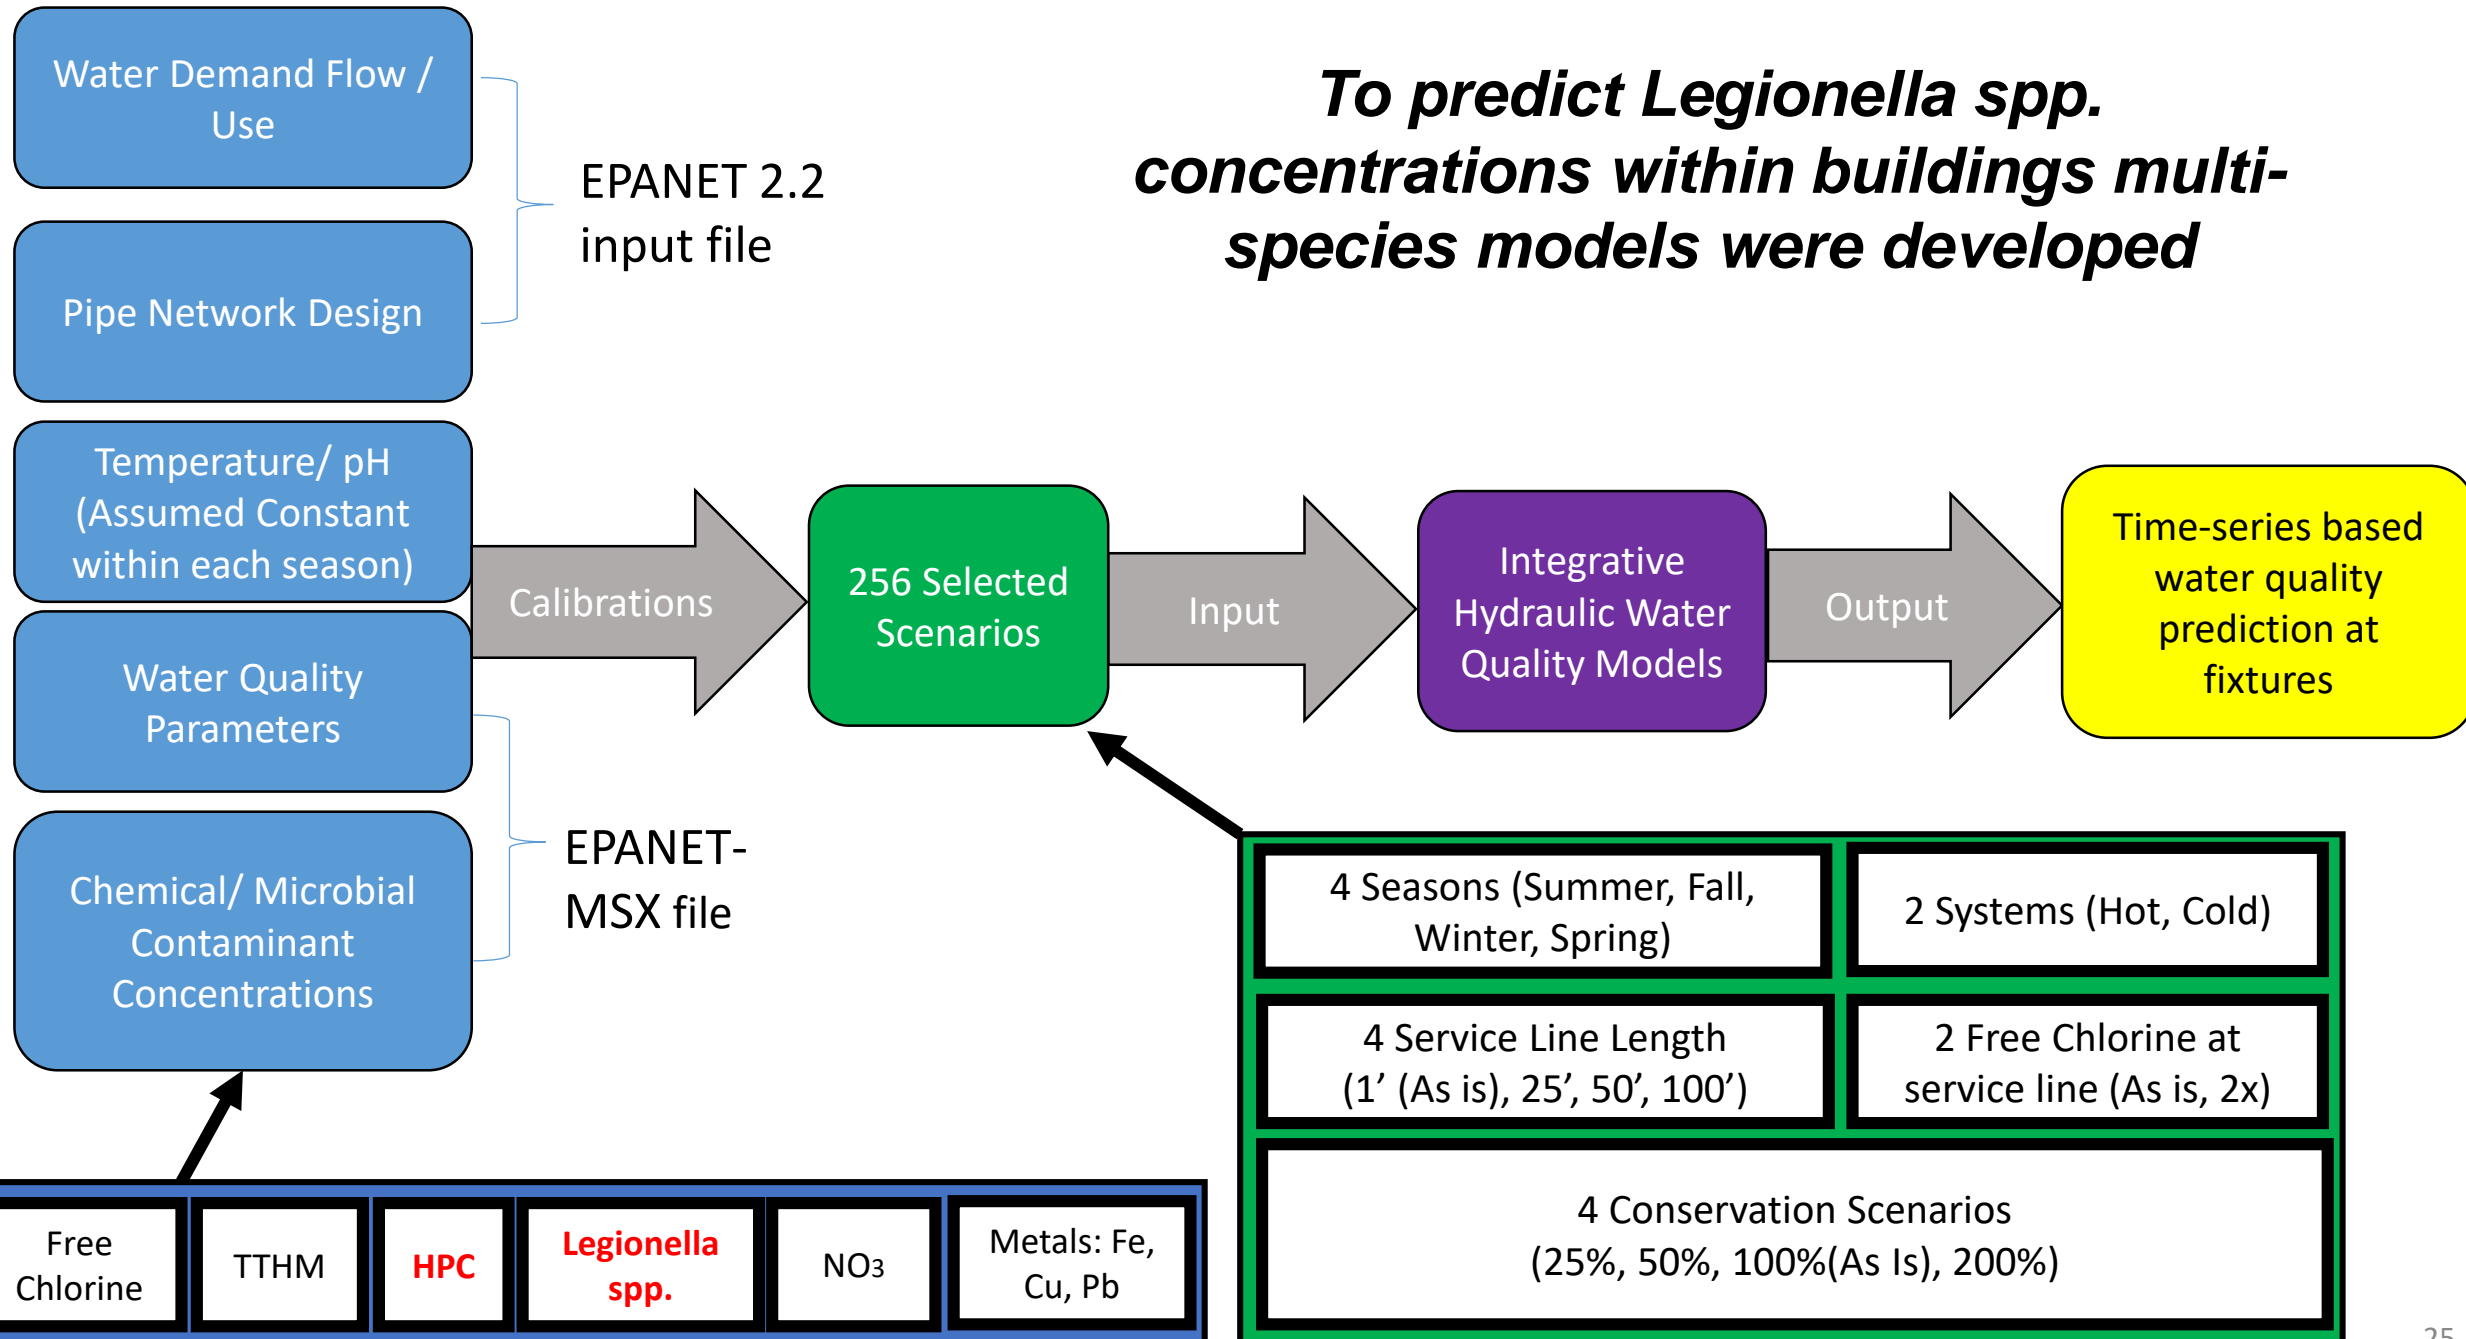 To predict Legionella spp.
concentrations within buildings multi-
species models were developed
Water Demand Flow /
Use
EPANET 2.2
input file
Pipe Network Design
Temperature/ pH
(Assumed Constant
within each season)
Water Quality
Parameters
Chemical/ Microbial
Contaminant
Concentrations
EPANET-
MSX file
Calibrations
256 Selected
Scenarios
Input
Integrative
Hydraulic Water
Quality Models
Output
Time-series based
water quality
prediction at
fixtures
4 Seasons (Summer, Fall,
Winter, Spring)
2 Systems (Hot, Cold)
4 Service Line Length
(1’ (As is), 25’, 50’, 100’)
2 Free Chlorine at
service line (As is, 2x)
4 Conservation Scenarios
(25%, 50%, 100%(As Is), 200%)
Free
Chlorine
TTHM
HPC
Legionella
spp.
NO3
Metals: Fe,
Cu, Pb
25